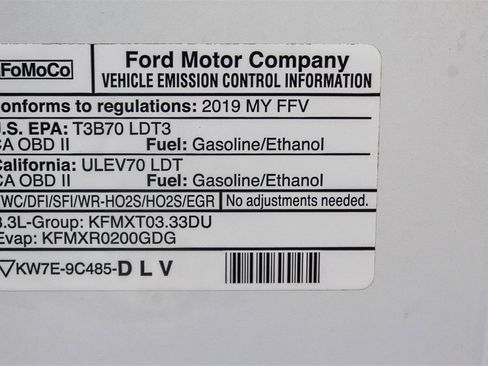 FoMoCo
Ford Motor Company
VEHICLE EMISSION CONTROL INFORMATION
onforms to regulations: 2019 MY FFV
.S. EPA: T3B70 LDT3
CA OBD II Fuel: Gasoline/Ethanol
California: ULEV70 LDT
CA OBD II Fuel: Gasoline/Ethanol
WC/DFI/SFI/WR-HO2S/HO2S/EGR No adjustments needed.
.3L-Group: KFMXT03.33DU
Evap: KFMXR0200GDG
KW7E-9C485-D L V